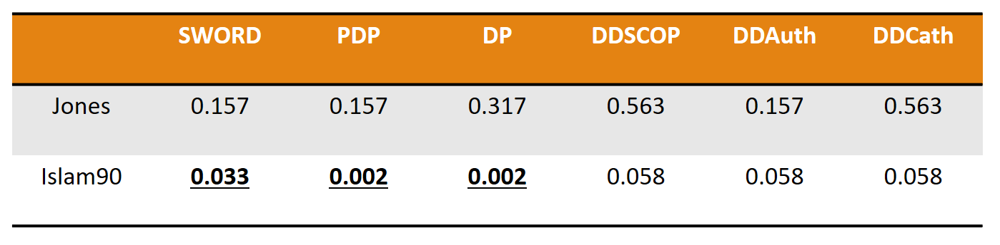 SWORD PDP DP DDSCOP DDAuth DDCath
Jones 0.157 0.157 0.317 0.563 0.157 0.563
Islam90 0.033 0.002 0.002 0.058 0.058 0.058